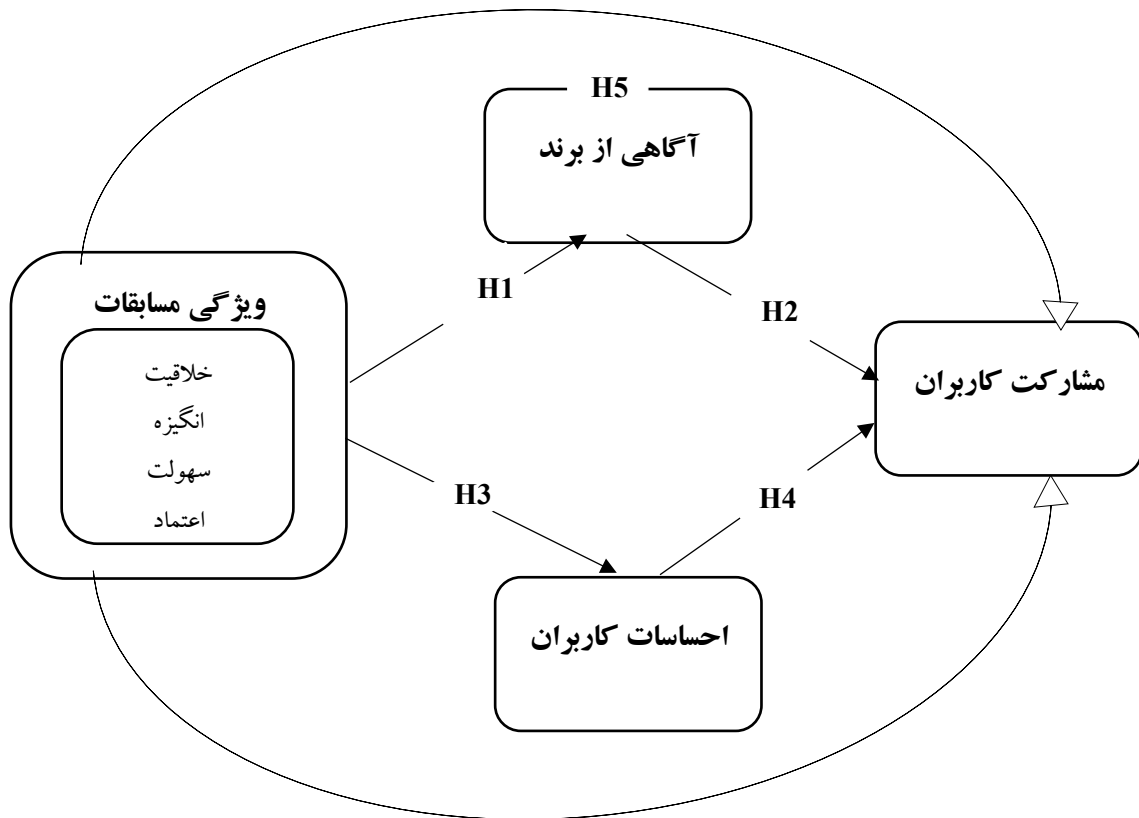 H5
آگاهی از برند
H1
H2
ویژگی مسابقات
خلاقیت
انگیزه
سهولت
اعتماد
مشارکت کاربران
H3
H4
احساسات کاربران